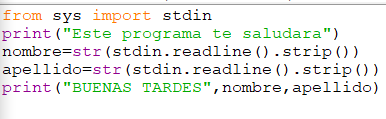 from sys import stdin
print("Este programa te saludara")
nombre=str(stdin.readline().strip())
apellido=str(stdin.readline().strip())
print("BUENAS TARDES",nombre,apellido)